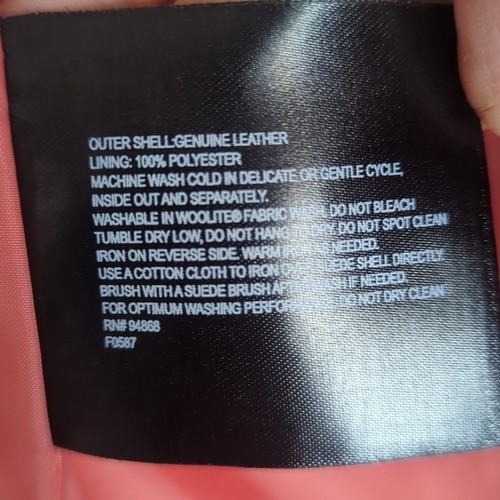 OUTER SHELL:GENUINE LEATHER
LINING: 100% POLYESTER
MACHINE WASH COLD IN DELICATE OR GENTLE CYCLE,
INSIDE OUT AND SEPARATELY.
WASHABLE IN WOOLITE® FABRIC WASH. DO NOT BLEACH
TUMBLE DRY LOW, DO NOT HANG DRY. DO NOT SPOT CLEAN
IRON ON REVERSE SIDE. WARM IF NEEDED.
USE A COTTON CLOTH TO IRON OVER SUEDE SHELL DIRECTLY
BRUSH WITH A SUEDE BRUSH AFTER WASH IF NEEDED.
FOR OPTIMUM WASHING PERFORMANCE, DO NOT DRY CLEAN
RN# 94868
F0587